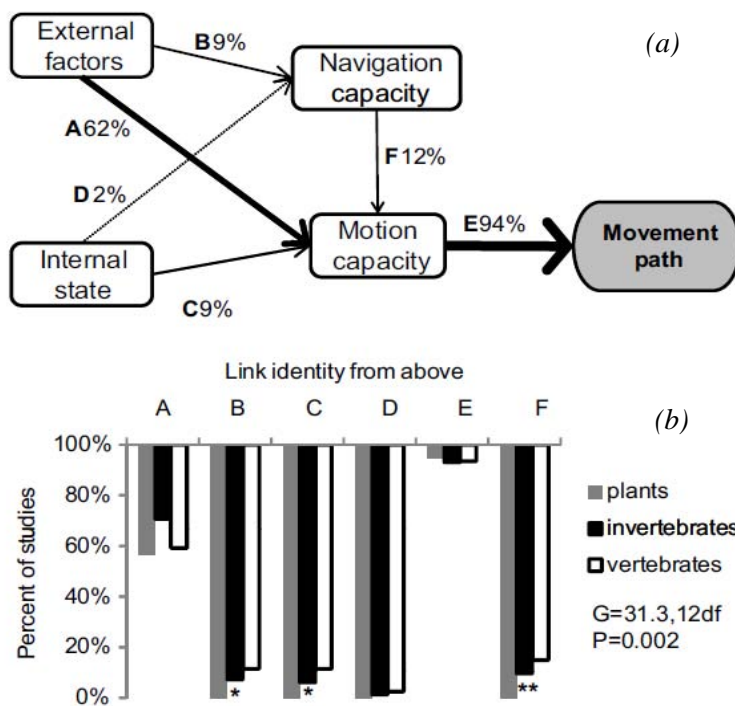 External
factors
B9%
(a)
Navigation
capacity
A62%
F12%
D2%
E94%
Internal
state
Motion
capacity
Movement
path
C9%
Link identity from above
A B C D E F
(b)
100%
80%
60%
40%
20%
0%
Percent of studies
* * **
plants
invertebrates
vertebrates
G=31.3,12df
P=0.002